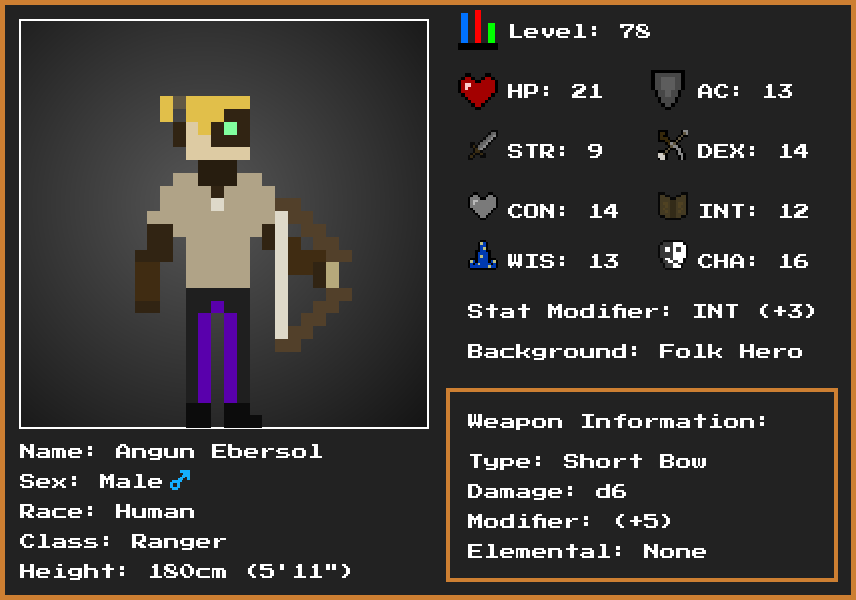 Level: 78
HP: 21 AC: 13
STR: 9 DEX: 14
CON: 14 INT: 12
WIS: 13 CHA: 16
Stat Modifier: INT (+3)
Background: Folk Hero
Weapon Information:
Type: Short Bow
Damage: d6
Modifier: (+5)
Elemental: None
Name: Angun Ebersol
Sex: Male♂
Race: Human
Class: Ranger
Height: 180cm (5'11")